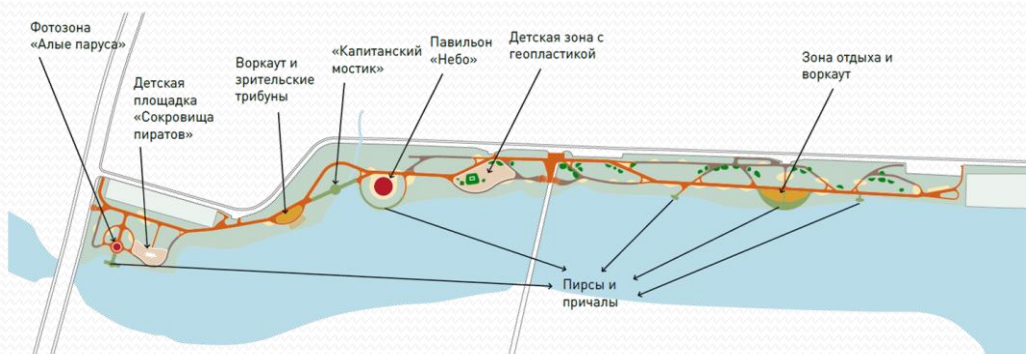 Фотозона
«Алые паруса»
Детская
площадка
«Сокровища
пиратов»
Воркаут и
зрительские
трибуны
«Капитанский
мостик»
Павильон
«Небо»
Детская зона с
геопластикой
Зона отдыха и
воркаут
Пирсы и
причалы